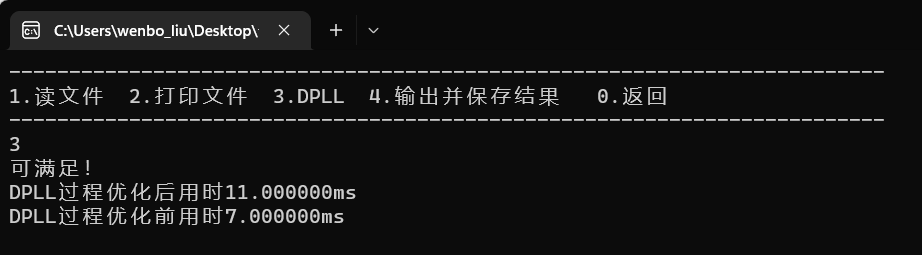 C:\Users\wenbo_liu\Desktop\
-------------------------------------------------------------------------
1.读文件  2.打印文件  3.DPLL  4.输出并保存结果   0.返回
-------------------------------------------------------------------------
3
可满足!
DPLL过程优化后用时11.000000ms
DPLL过程优化前用时7.000000ms